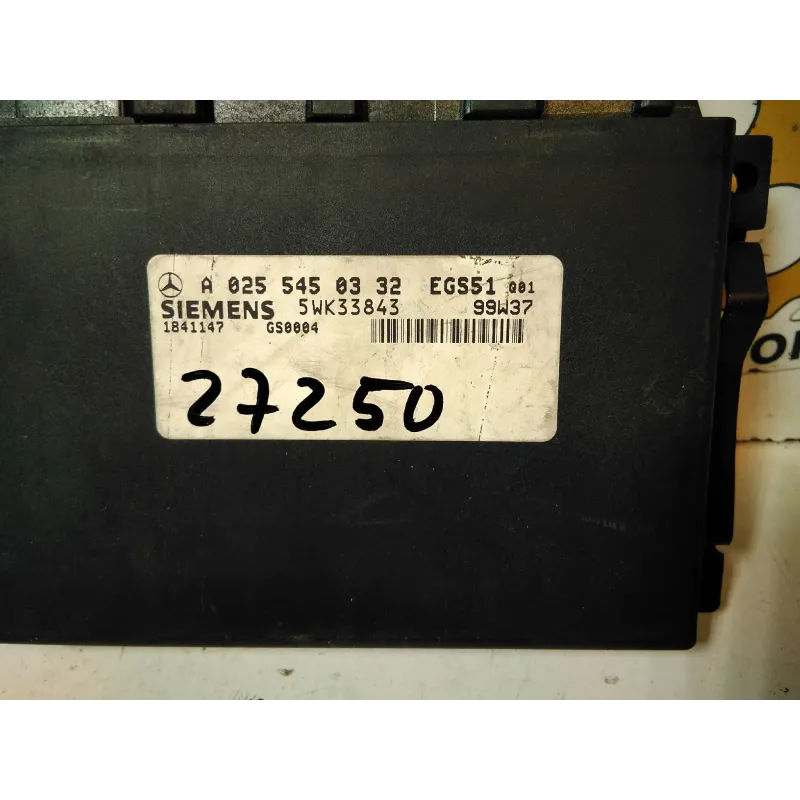 A 025 545 03 32 EGS51 Q01
SIEMENS 5WK33843 99W37
1841147 GS0004
27250